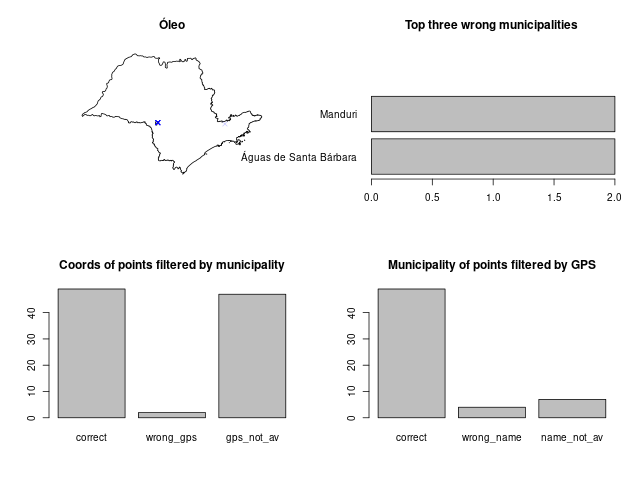 Óleo
Top three wrong municipalities
Manduri
Águas de Santa Bárbara
0.0 0.5 1.0 1.5 2.0
Coords of points filtered by municipality
40
30
20
10
0
correct wrong_gps gps_not_av
Municipality of points filtered by GPS
40
30
20
10
0
correct wrong_name name_not_av